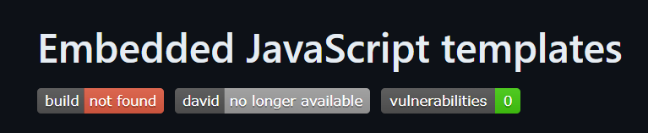 Embedded JavaScript templates
build not found david no longer available vulnerabilities 0